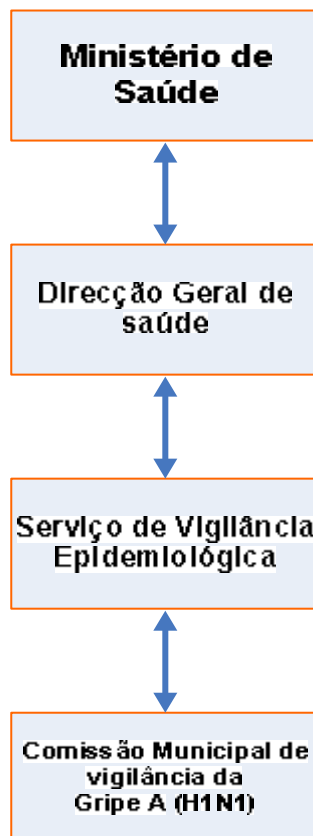 Ministério de
Saúde
Direcção Geral de
saúde
Serviço de Vigilância
Epidemiológica
Comissão Municipal de
vigilância da
Gripe A (H1N1)